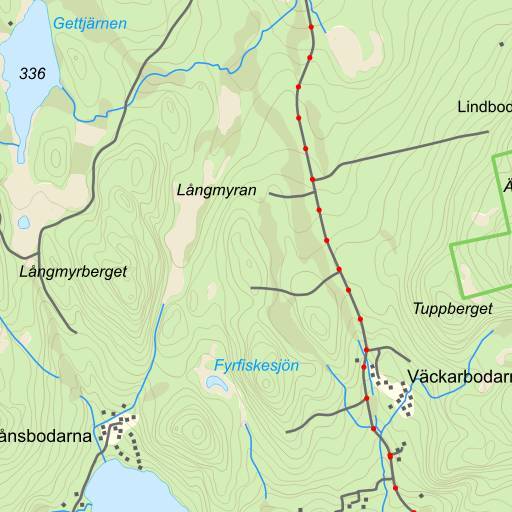 Gettjärnen
336
Lindbod
Långmyran
Ä
Långmyrberget
Tuppberget
Fyrfiskesjön
Väckarbodarn
ånsbodarna